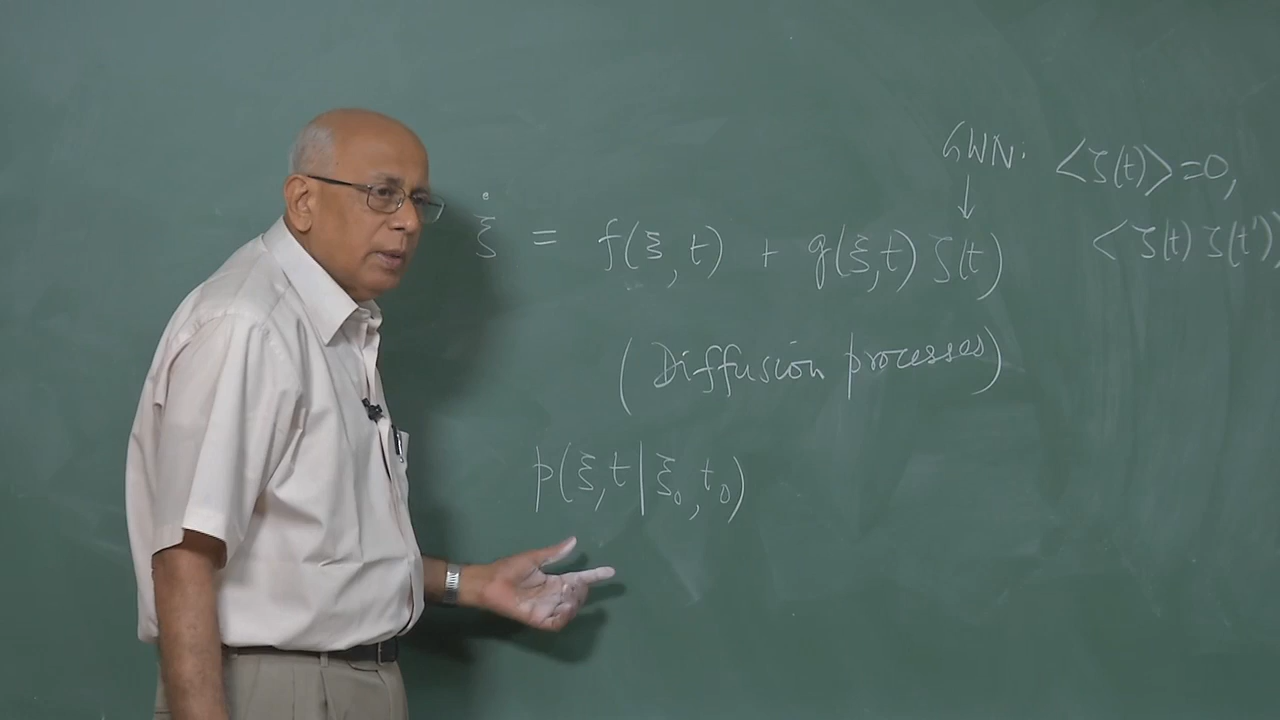 GWN: <ζ(t)> = 0,
<ζ(t) ζ(t')
ξ̇ = f(ξ, t) + g(ξ, t) ζ(t)
(Diffusion processes)
p(ξ, t | ξ₀, t₀)